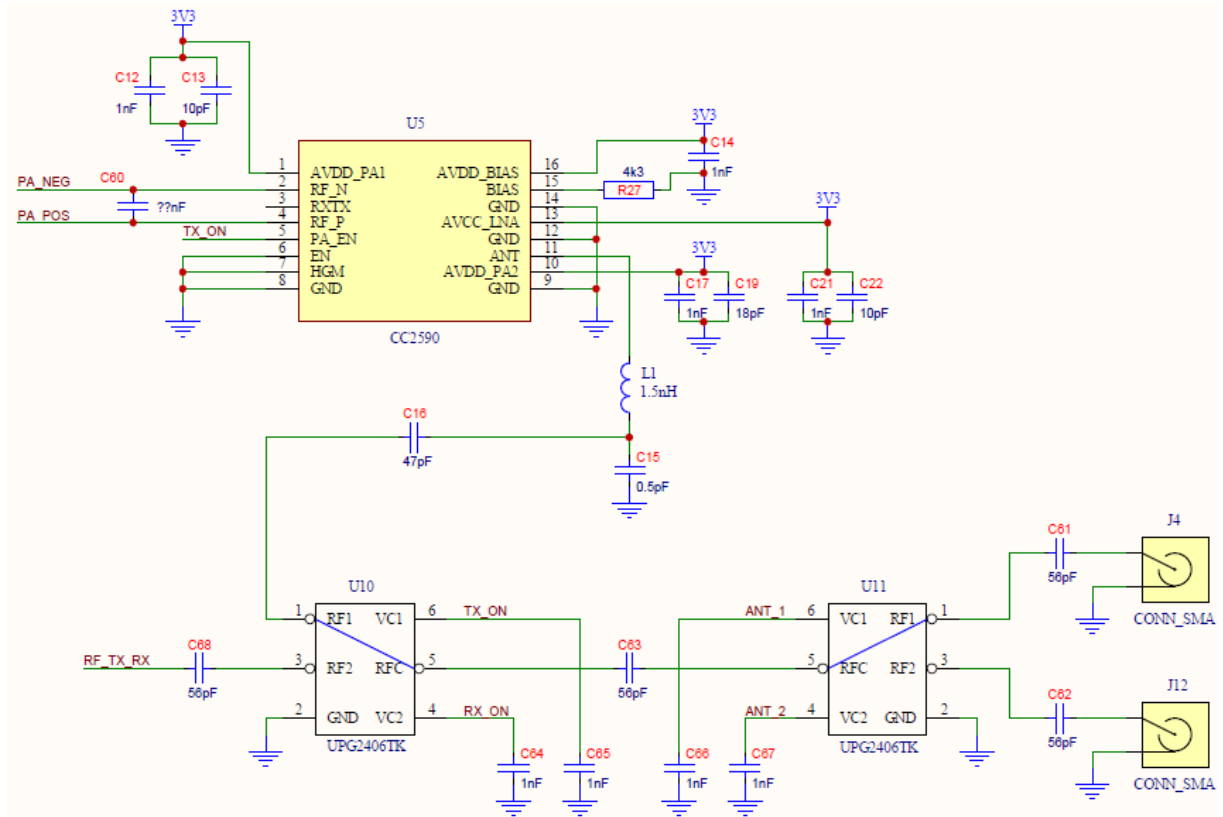 3V3
C12
C13
1nF
10pF
U5
3V3
C14
1nF
1 AVDD_PA1 AVDD_BIAS 16
PA_NEG C60 2 RF_N BIAS 15 4k3 R27
??nF 3 RXTX GND 14
PA_POS 4 RF_P AVCC_LNA 13 3V3
TX_ON 5 PA_EN GND 12
6 EN ANT 11 3V3
7 HGM AVDD_PA2 10
8 GND GND 9
C17 C19 C21 C22
1nF 18pF 1nF 10pF
CC2590
L1
1.5nH
C16
47pF
C15
0.5pF
C61
56pF
J4
CONN_SMA
U10 U11
1 RF1 VC1 6 TX_ON
ANT_1 6 VC1 RF1 1
RF_TX_RX C68 56pF 3 RF2 RFC 5
C63
56pF
5 RFC RF2 3
2 GND VC2 4 RX_ON
ANT_2 4 VC2 GND 2
C62
56pF
J12
CONN_SMA
UPG2406TK UPG2406TK
C64 C65 C66 C67
1nF 1nF 1nF 1nF